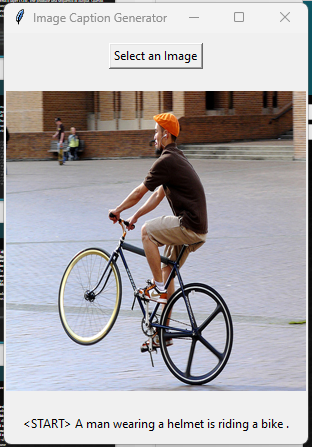 Image Caption Generator
Select an Image
<START> A man wearing a helmet is riding a bike .